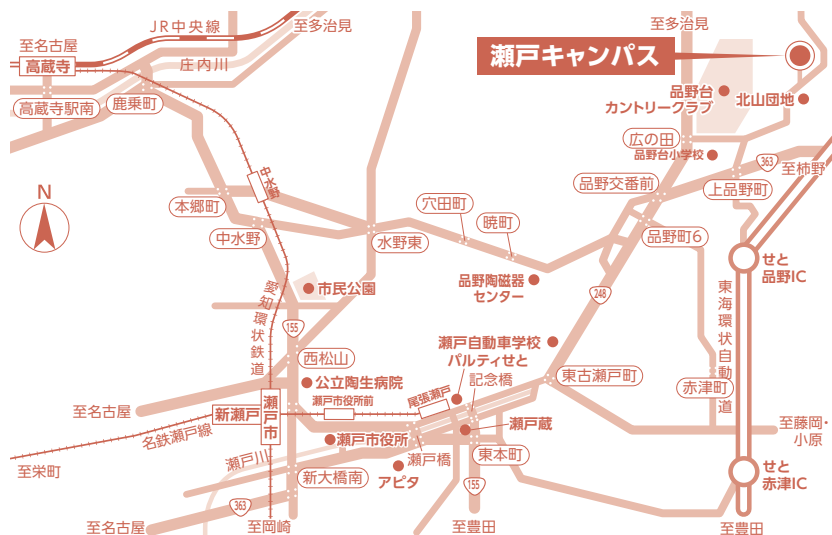 JR中央線
至多治見
至多治見
至名古屋
高蔵寺
庄内川
瀬戸キャンパス
高蔵寺駅南
鹿乗町
品野台
カントリークラブ
北山団地
広の田
品野台小学校
363
至柿野
N
中水野
本郷町
中水野
水野東
穴田町
暁町
品野交番前
上品野町
品野町6
せと
品野IC
市民公園
品野陶磁器
センター
248
東海環状自動車道
愛知環状鉄道
155
西松山
瀬戸自動車学校
パルティせと
記念橋
東古瀬戸町
赤津町
公立陶生病院
至名古屋
新瀬戸
瀬戸市
瀬戸市役所前
尾張瀬戸
名鉄瀬戸線
瀬戸市役所
瀬戸蔵
至藤岡・
小原
至栄町
瀬戸川
瀬戸橋
東本町
新大橋南
アピタ
155
せと
赤津IC
363
至名古屋
至岡崎
至豊田
至豊田